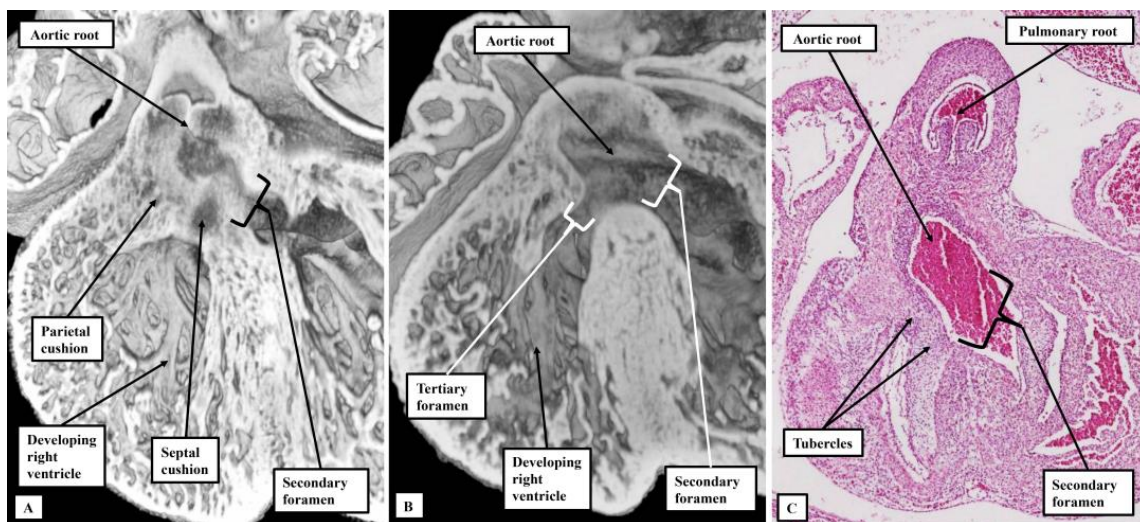 Aortic root
Parietal
cushion
Developing
right
ventricle
Septal
cushion
Secondary
foramen
A
Aortic root
Tertiary
foramen
Developing
right
ventricle
Secondary
foramen
B
Aortic root
Pulmonary root
Tubercles
Secondary
foramen
C